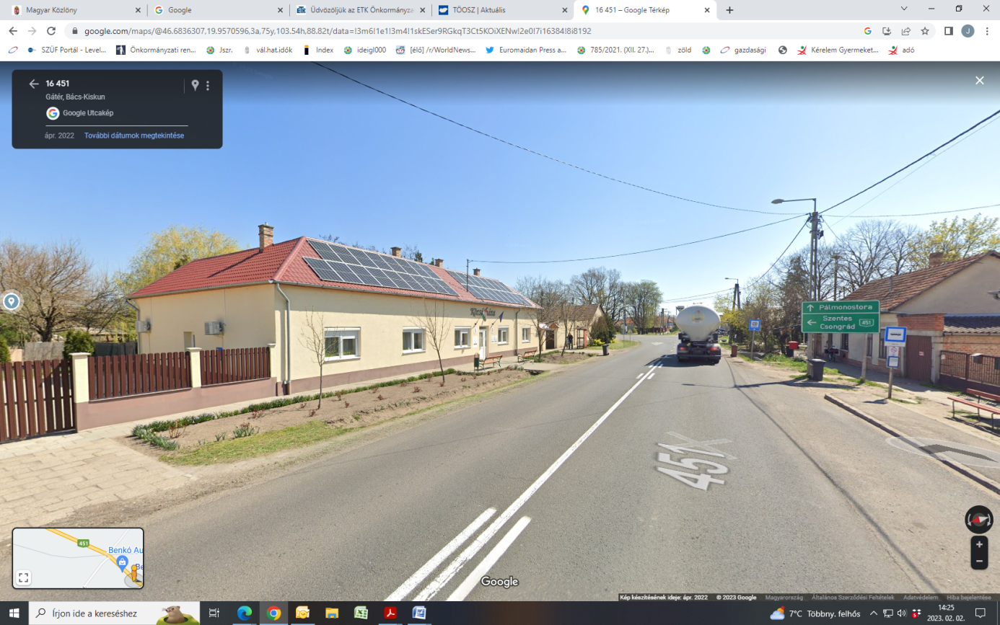 Magyar Közlöny
Google
Üdvözöljük az ETK Önkormányza
TÖOSZ | Aktuális
16 451 – Google Térkép
google.com/maps/@46.6836307,19.9570596,3a,75y,103.54h,88.82t/data=!3m6!1e1!3m4!1skESer9RGkqT3Ct5KOiXENw!2e0!7i16384!8i8192
J
SZÜF Portál - Level...
Önkormányzati ren...
Jszr.
vál.hat.idők
Index
ideigl000
[élő] /r/WorldNews...
Euromaidan Press a...
785/2021. (XII. 27.)...
zöld
gazdasági
Kérelem Gyermeket...
adó
16 451
Gátér, Bács-Kiskun
Google Utcakép
ápr. 2022
További dátumok megtekintése
Pálmonostora
Szentes 451
Csongrád
Község háza
451
451
Benkó Au
Be
Google
Kép készítésének ideje: ápr. 2022
© 2023 Google
Magyarország
Általános Szerződési Feltételek
Adatvédelem
Hiba bejelentése
Írjon ide a kereséshez
7°C Többny. felhős
14:25
2023. 02. 02.